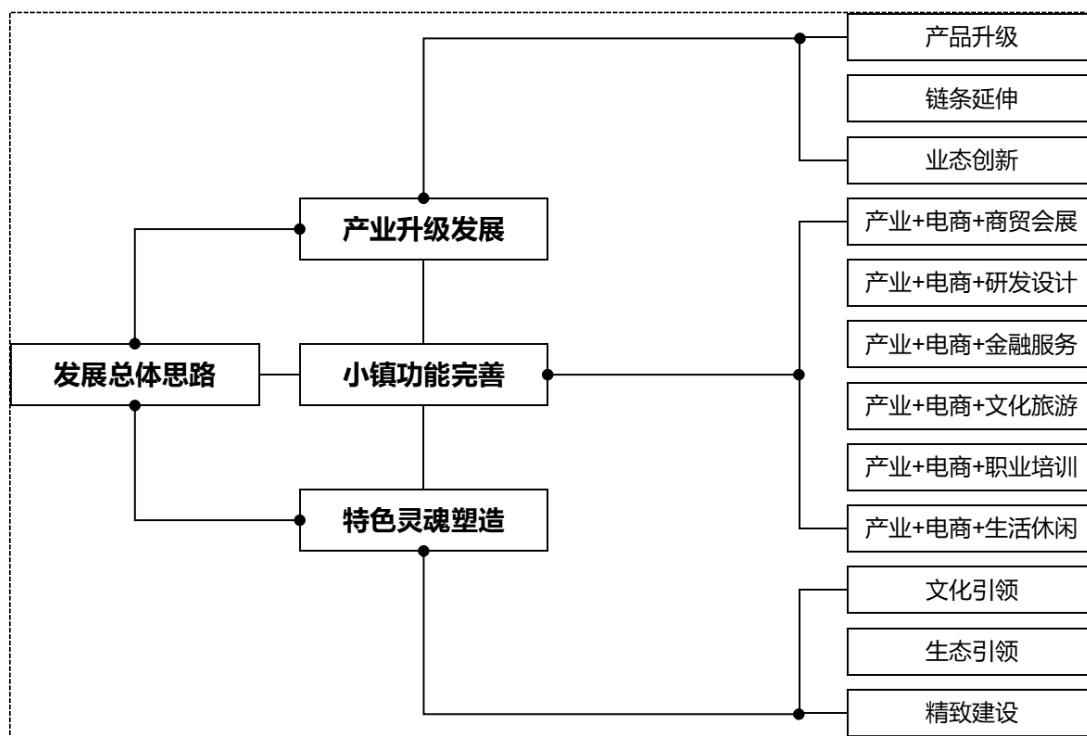 发展总体思路
产业升级发展
小镇功能完善
特色灵魂塑造
产品升级
链条延伸
业态创新
产业+电商+商贸会展
产业+电商+研发设计
产业+电商+金融服务
产业+电商+文化旅游
产业+电商+职业培训
产业+电商+生活休闲
文化引领
生态引领
精致建设